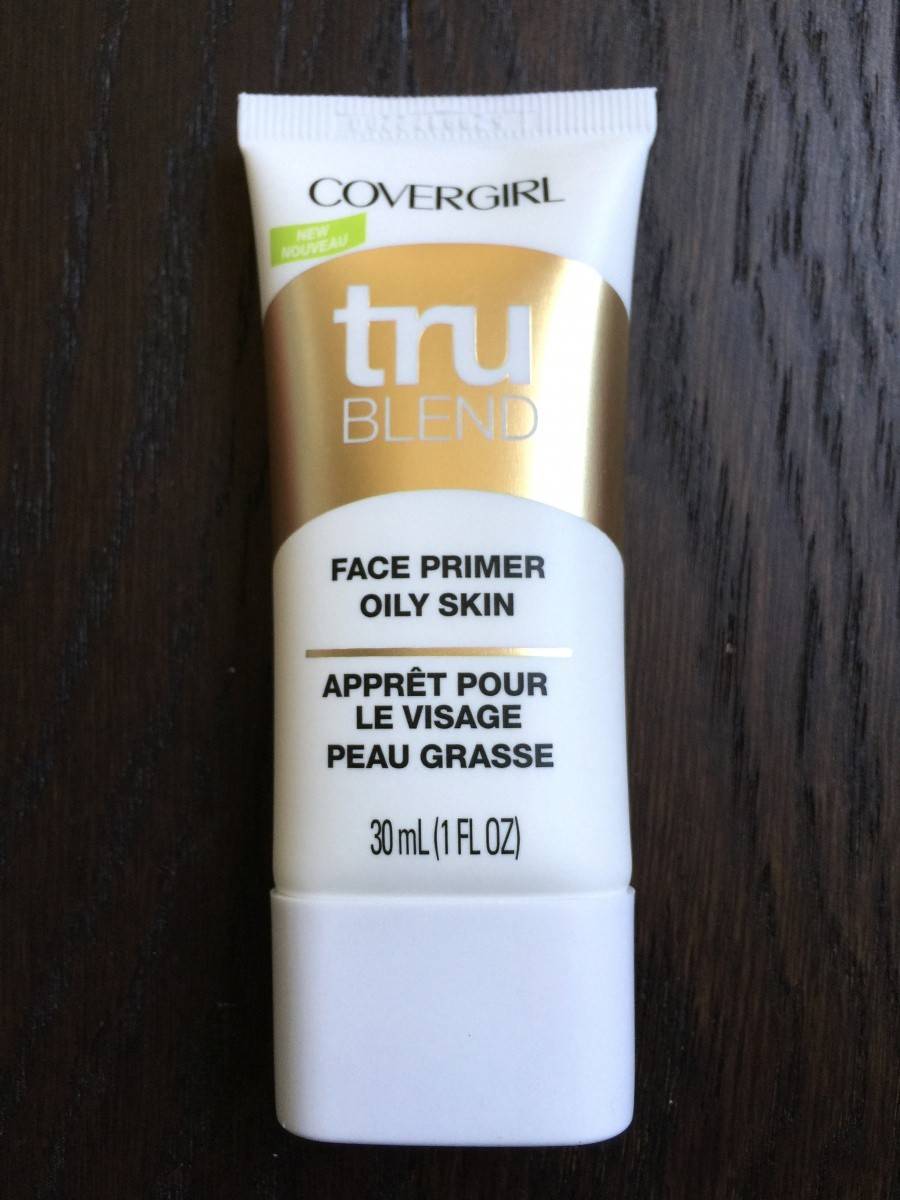 COVERGIRL
NEW
NOUVEAU
tru
BLEND
FACE PRIMER
OILY SKIN
APPRÊT POUR
LE VISAGE
PEAU GRASSE
30 mL (1 FL OZ)